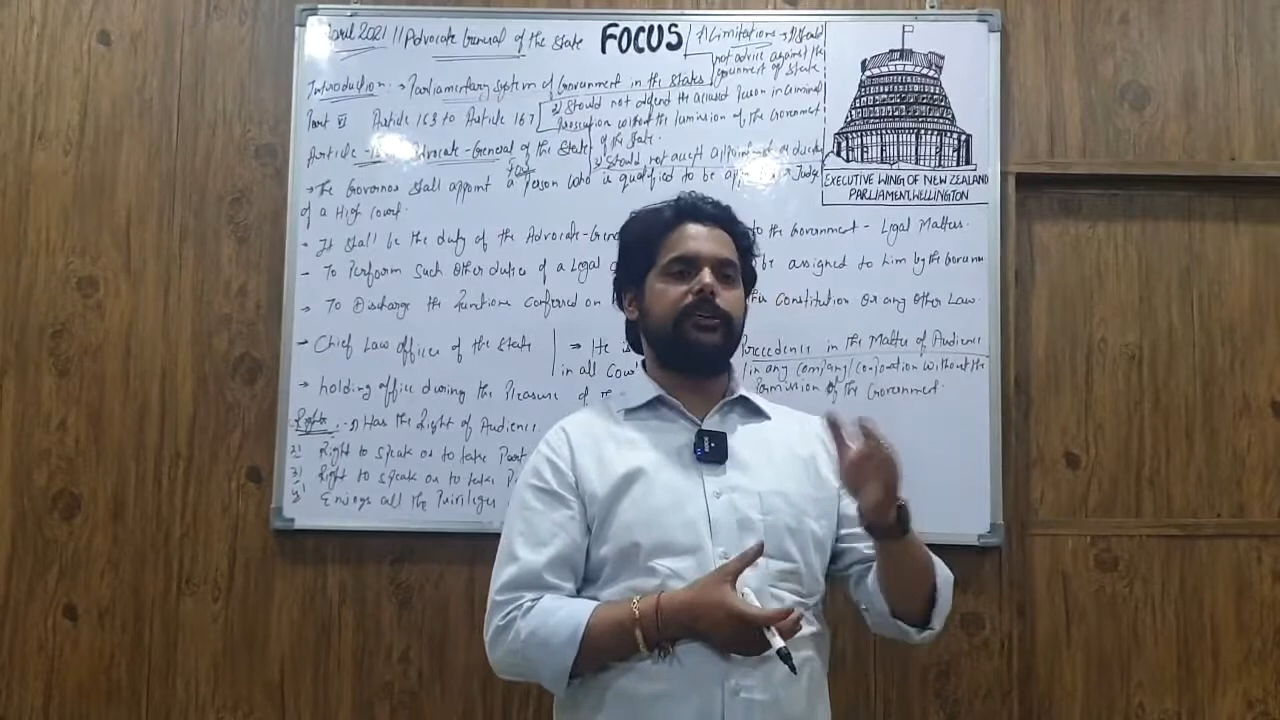 April 2021 // Advocate General of the State
FOCUS
Limitations → 1) Should
not advice against the
Government of State
Introduction: → Parliamentary system of Government in the States
2) Should not defend the accused Person in criminal
Prosecution without the of the Government
of the State.
Part VI Article 163 to Article 167
Article - Advocate-General of the State
3) Should not accept appointment as
→ The Governor shall appoint a Person who is qualified to be a Judge
of a High Court.
→ It shall be the duty of the Advocate- to the Government - Legal Matters.
→ To Perform such other duties of a Legal be assigned to him by the
→ To Discharge the Functions conferred on Constitution or any other Law.
→ Chief Law officer of the State
→ He is Precedence in the Matter of Audience
in all in any company/corporation without the
Permission of the Government.
→ holding office during the Pleasure of
Rights :- 1) Has the Right of Audience
2) Right to speak or to take Part
3) Right to speak or to take
4) Enjoys all the Privileges
EXECUTIVE WING OF NEW ZEALAND
PARLIAMENT, WELLINGTON